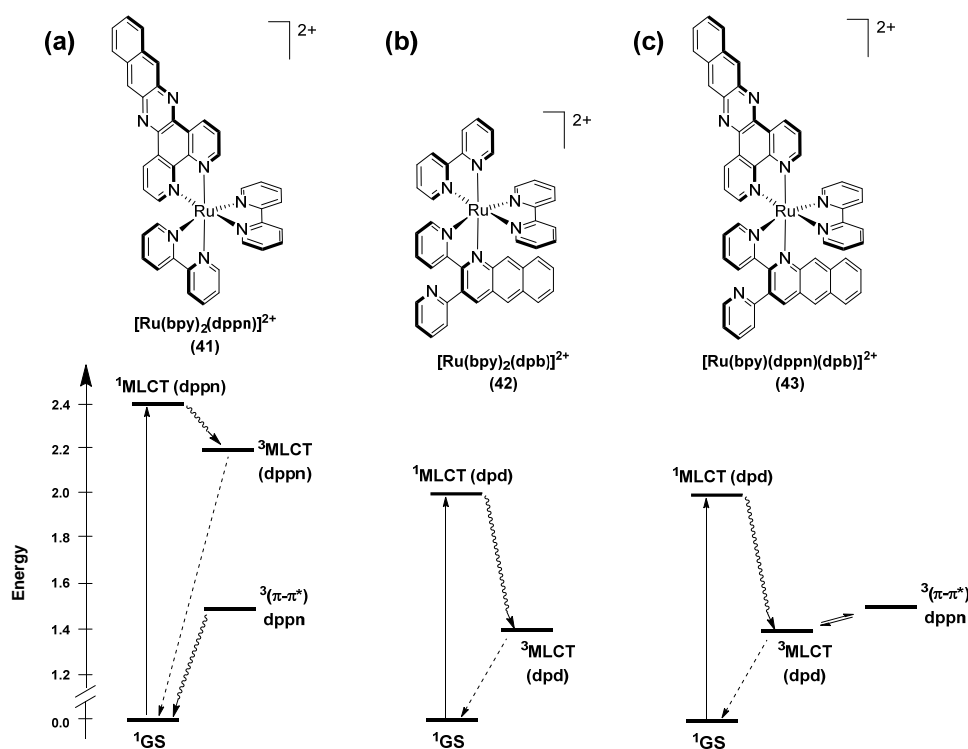 (a)
2+
(b)
(c)
2+
N
N
N
N
Ru
N
N
N
N
[Ru(bpy)2(dppn)]2+
(41)
2+
N
N
Ru
N
N
N
N
N
[Ru(bpy)2(dpb)]2+
(42)
N
N
N
N
Ru
N
N
N
N
N
[Ru(bpy)(dppn)(dpb)]2+
(43)
Energy
2.4
2.2
2.0
1.8
1.6
1.4
1.2
0.0
1MLCT (dppn)
3MLCT
(dppn)
3(π-π*)
dppn
1GS
1MLCT (dpd)
3MLCT
(dpd)
1GS
1MLCT (dpd)
3(π-π*)
dppn
3MLCT
(dpd)
1GS